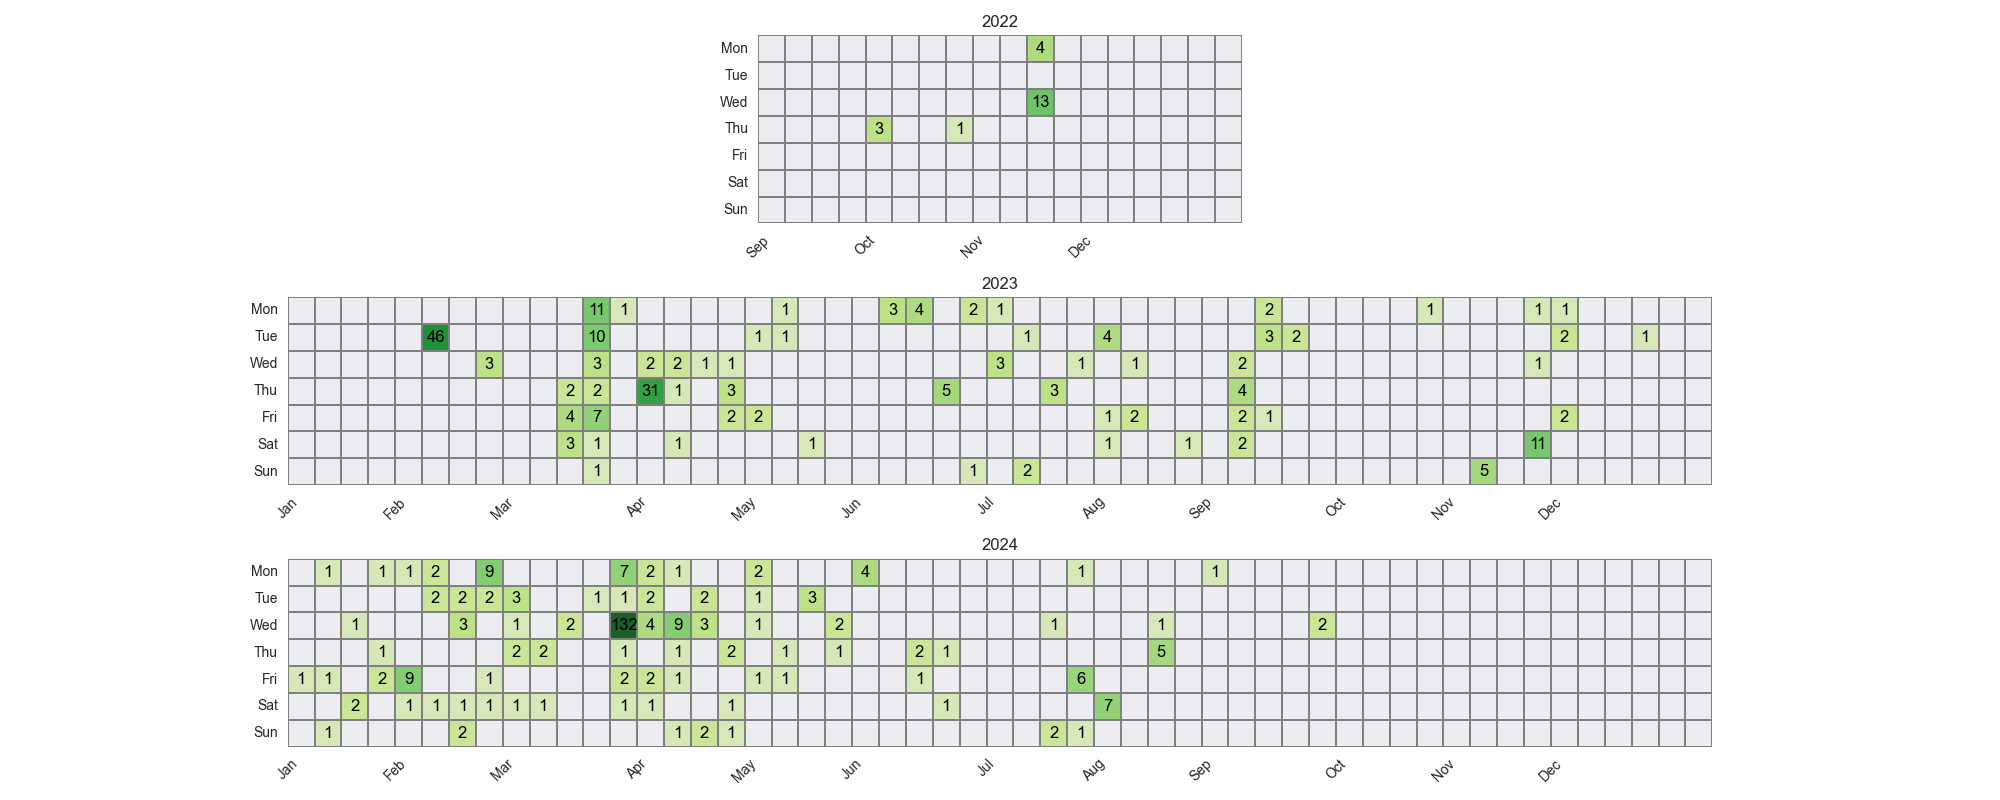 2022
Mon 4
Tue
Wed 13
Thu 3 1
Fri
Sat
Sun
Sep Oct Nov Dec
2023
Mon 11 1 1 3 4 2 1 2 1 1 1
Tue 46 10 1 1 1 4 3 2 2 1
Wed 3 3 2 2 1 1 3 1 1 2 1
Thu 2 2 31 1 3 5 3 4
Fri 4 7 2 2 1 2 2 1 2
Sat 3 1 1 1 1 1 2 11
Sun 1 1 2 5
Jan Feb Mar Apr May Jun Jul Aug Sep Oct Nov Dec
2024
Mon 1 1 1 2 9 7 2 1 2 4 1 1
Tue 2 2 2 3 1 1 2 2 1 3
Wed 1 3 1 2 132 4 9 3 1 2 1 1 2
Thu 1 2 2 1 1 2 1 1 2 1 5
Fri 1 1 2 9 1 2 2 1 1 1 1 6
Sat 2 1 1 1 1 1 1 1 1 1 1 7
Sun 1 2 1 2 1 2 1
Jan Feb Mar Apr May Jun Jul Aug Sep Oct Nov Dec